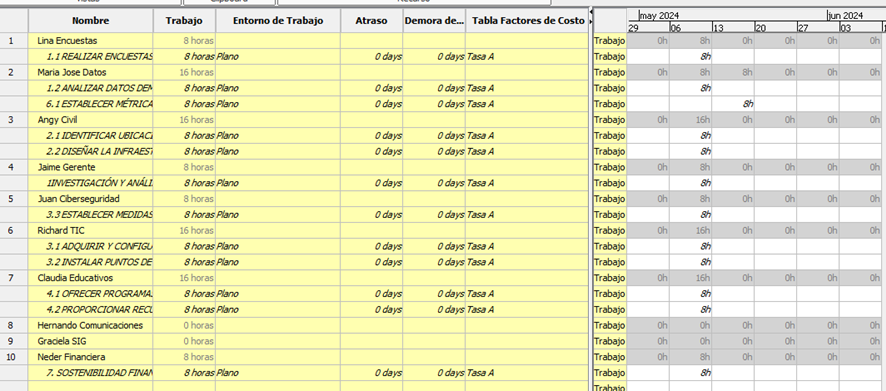 Nombre Trabajo Entorno de Trabajo Atraso Demora de... Tabla Factores de Costo may 2024 jun 2024
29 06 13 20 27 03
1 Lina Encuestas 8 horas Trabajo 0h 8h 0h 0h 0h 0h
1.1 REALIZAR ENCUESTAS 8 horas Plano 0 days 0 days Tasa A Trabajo 8h
2 Maria Jose Datos 16 horas Trabajo 0h 8h 8h 0h 0h 0h
1.2 ANALIZAR DATOS DEM 8 horas Plano 0 days 0 days Tasa A Trabajo 8h
6.1 ESTABLECER MÉTRICA 8 horas Plano 0 days 0 days Tasa A Trabajo 8h
3 Angy Civil 16 horas Trabajo 0h 16h 0h 0h 0h 0h
2.1 IDENTIFICAR UBICACI 8 horas Plano 0 days 0 days Tasa A Trabajo 8h
2.2 DISEÑAR LA INFRAEST 8 horas Plano 0 days 0 days Tasa A Trabajo 8h
4 Jaime Gerente 8 horas Trabajo 0h 8h 0h 0h 0h 0h
1INVESTIGACIÓN Y ANÁLI 8 horas Plano 0 days 0 days Tasa A Trabajo 8h
5 Juan Ciberseguridad 8 horas Trabajo 0h 8h 0h 0h 0h 0h
3.3 ESTABLECER MEDIDAS 8 horas Plano 0 days 0 days Tasa A Trabajo 8h
6 Richard TIC 16 horas Trabajo 0h 16h 0h 0h 0h 0h
3.1 ADQUIRIR Y CONFIGU 8 horas Plano 0 days 0 days Tasa A Trabajo 8h
3.2 INSTALAR PUNTOS DE 8 horas Plano 0 days 0 days Tasa A Trabajo 8h
7 Claudia Educativos 16 horas Trabajo 0h 16h 0h 0h 0h 0h
4.1 OFRECER PROGRAMA 8 horas Plano 0 days 0 days Tasa A Trabajo 8h
4.2 PROPORCIONAR RECU 8 horas Plano 0 days 0 days Tasa A Trabajo 8h
8 Hernando Comunicaciones 0 horas Trabajo 0h 0h 0h 0h 0h 0h
9 Graciela SIG 0 horas Trabajo 0h 0h 0h 0h 0h 0h
10 Neder Financiera 8 horas Trabajo 0h 8h 0h 0h 0h 0h
7. SOSTENIBILIDAD FINAN 8 horas Plano 0 days 0 days Tasa A Trabajo 8h
Trabajo